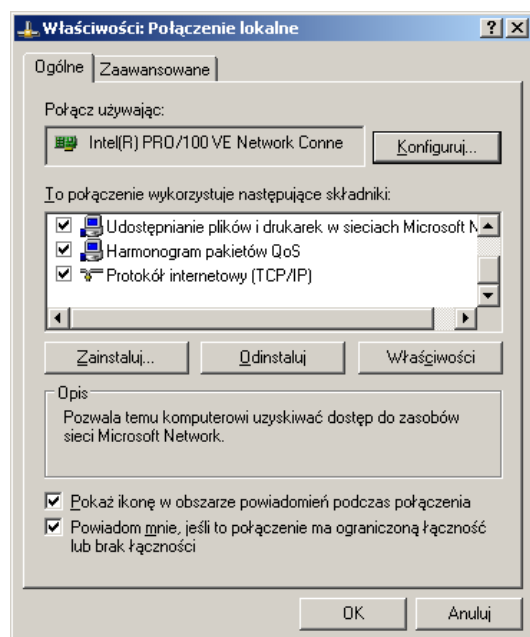 Właściwości: Połączenie lokalne
Ogólne Zaawansowane
Połącz używając:
Intel(R) PRO/100 VE Network Conne Konfiguruj...
To połączenie wykorzystuje następujące składniki:
Udostępnianie plików i drukarek w sieciach Microsoft N
Harmonogram pakietów QoS
Protokół internetowy (TCP/IP)
Zainstaluj... Odinstaluj Właściwości
Opis
Pozwala temu komputerowi uzyskiwać dostęp do zasobów
sieci Microsoft Network.
Pokaż ikonę w obszarze powiadomień podczas połączenia
Powiadom mnie, jeśli to połączenie ma ograniczoną łączność
lub brak łączności
OK Anuluj